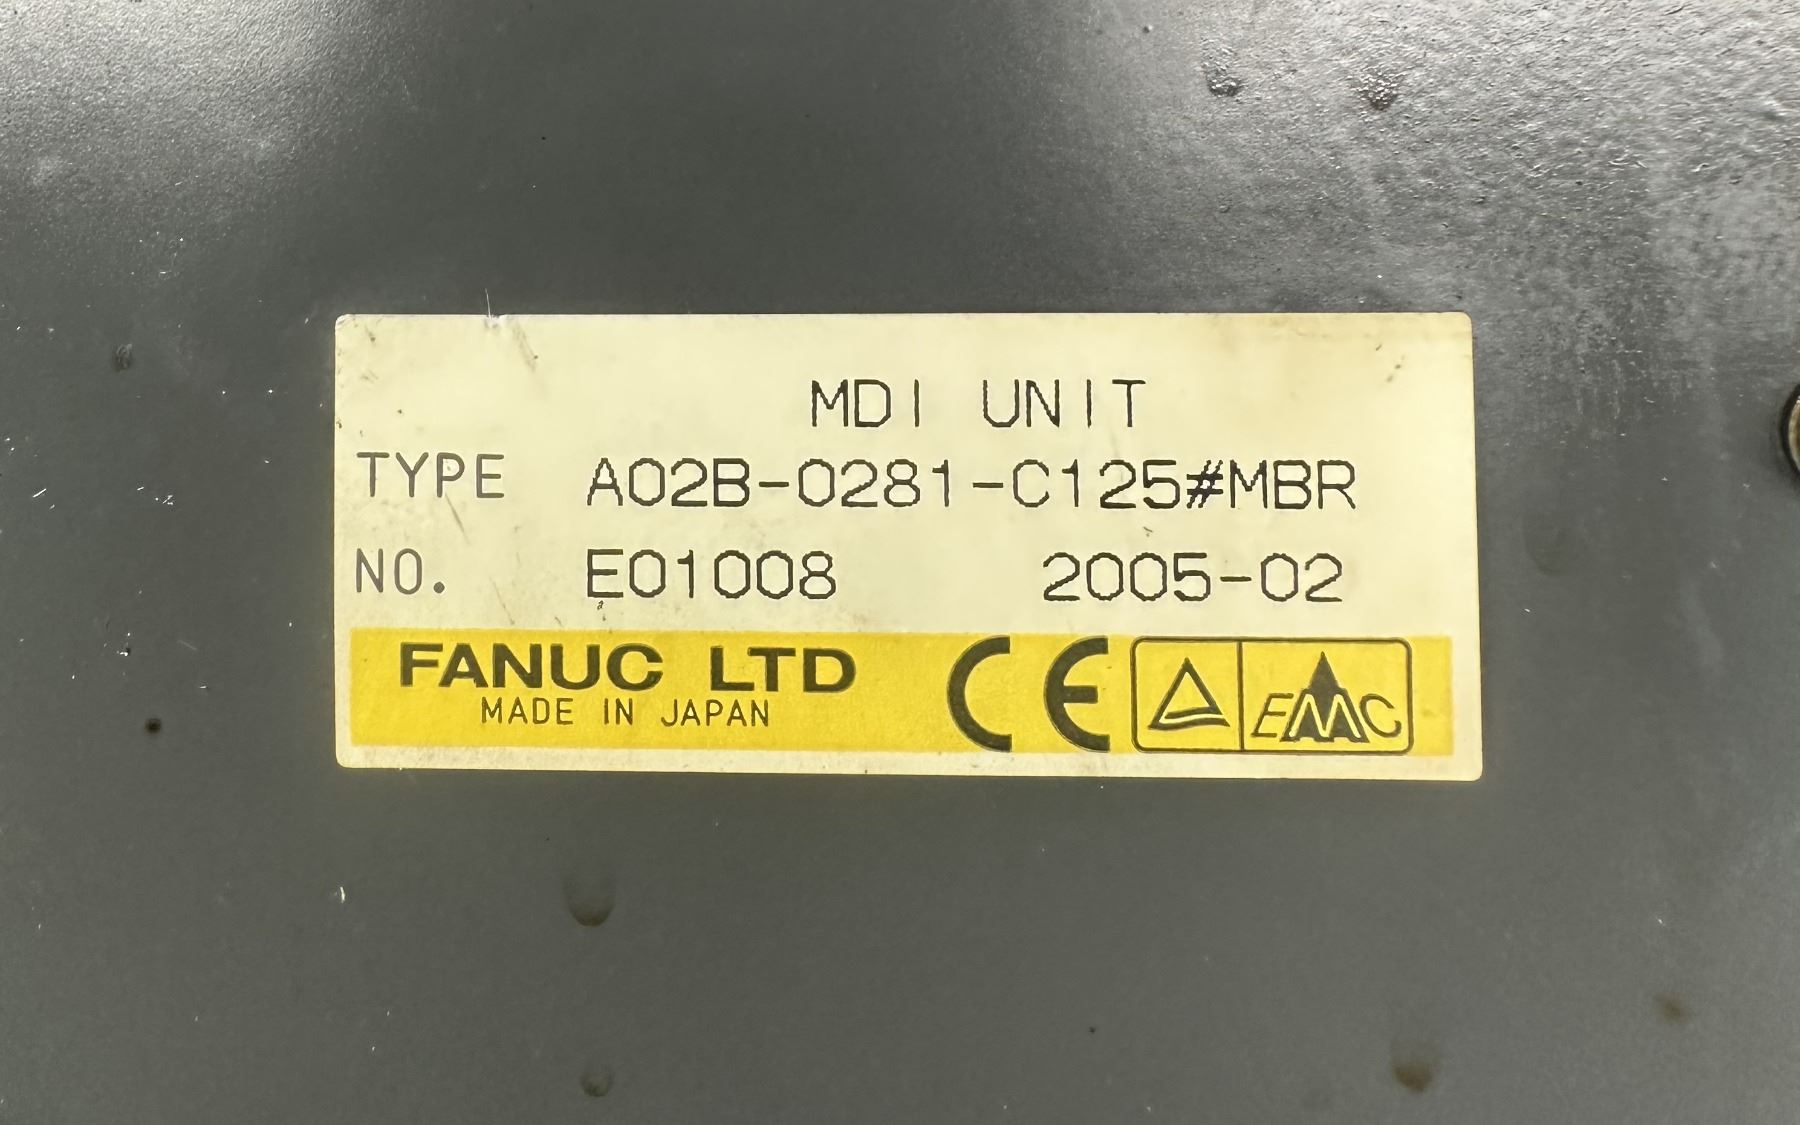 MDI UNIT
TYPE A02B-0281-C125#MBR
NO. E01008 2005-02
FANUC LTD CE EMC
MADE IN JAPAN